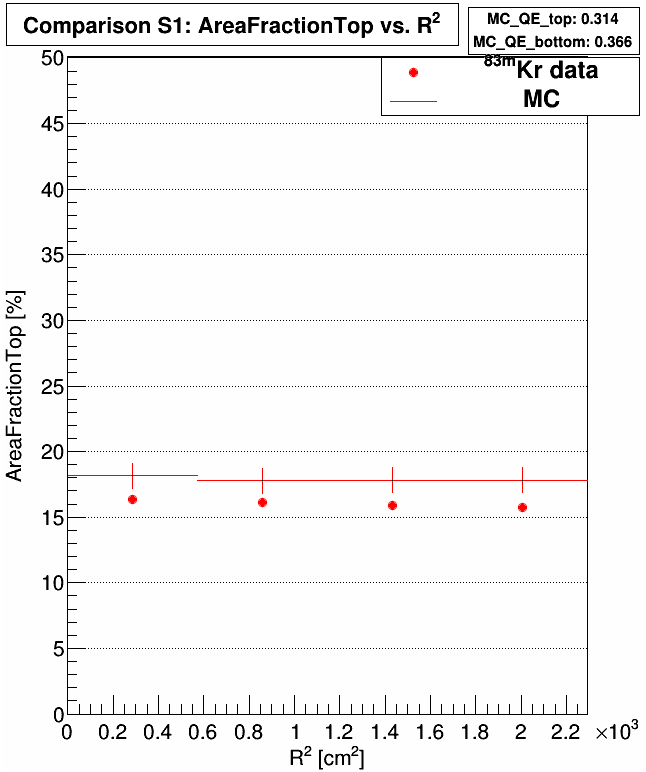 Comparison S1: AreaFractionTop vs. R²
MC_QE_top: 0.314
MC_QE_bottom: 0.366
⁸³ᵐKr data
MC
50
45
40
35
30
25
20
15
10
5
0
AreaFractionTop [%]
0 0.2 0.4 0.6 0.8 1 1.2 1.4 1.6 1.8 2 2.2 ×10³
R² [cm²]